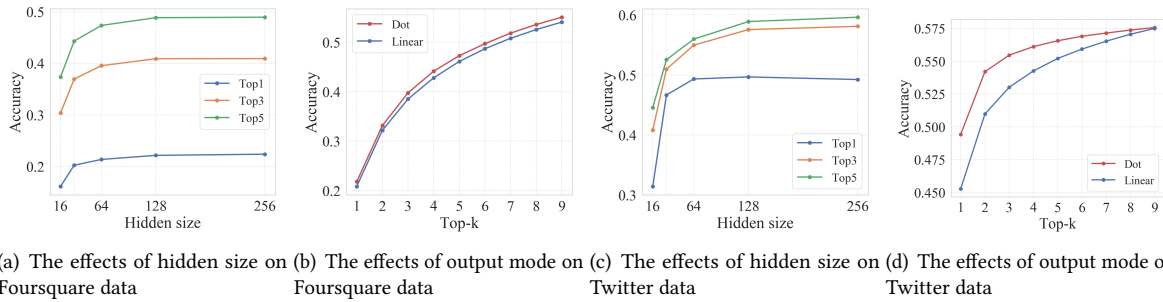 0.5
0.4
0.3
0.2
Accuracy
Top1
Top3
Top5
16 64 128 256
Hidden size
0.5
0.4
0.3
0.2
Accuracy
Dot
Linear
1 2 3 4 5 6 7 8 9
Top-k
0.6
0.5
0.4
0.3
Accuracy
Top1
Top3
Top5
16 64 128 256
Hidden size
0.575
0.550
0.525
0.500
0.475
0.450
Accuracy
Dot
Linear
1 2 3 4 5 6 7 8 9
Top-k
(a) The effects of hidden size on
Foursquare data
(b) The effects of output mode on
Foursquare data
(c) The effects of hidden size on
Twitter data
(d) The effects of output mode o
Twitter data